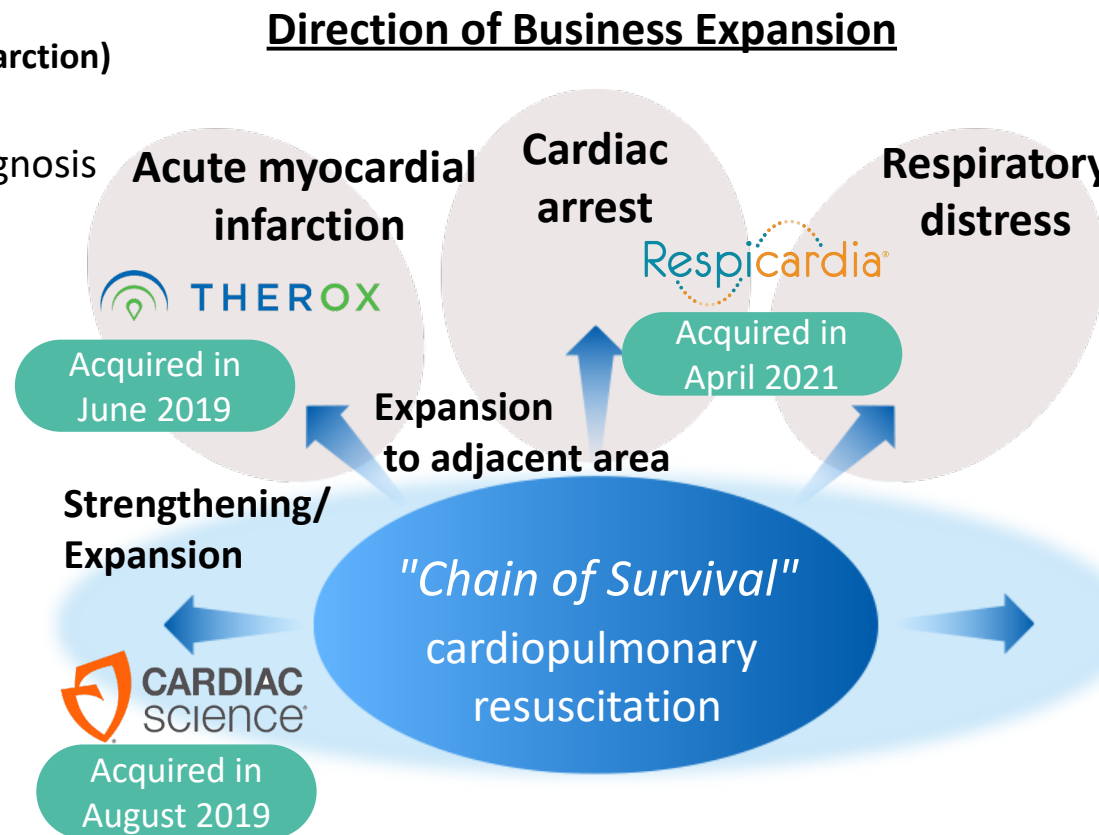 Direction of Business Expansion
arction)
gnosis
Acute myocardial
infarction
Cardiac
arrest
Respiratory
distress
THEROX
Respicardia®
Acquired in
June 2019
Acquired in
April 2021
Expansion
to adjacent area
Strengthening/
Expansion
"Chain of Survival"
cardiopulmonary
resuscitation
CARDIAC
science
Acquired in
August 2019